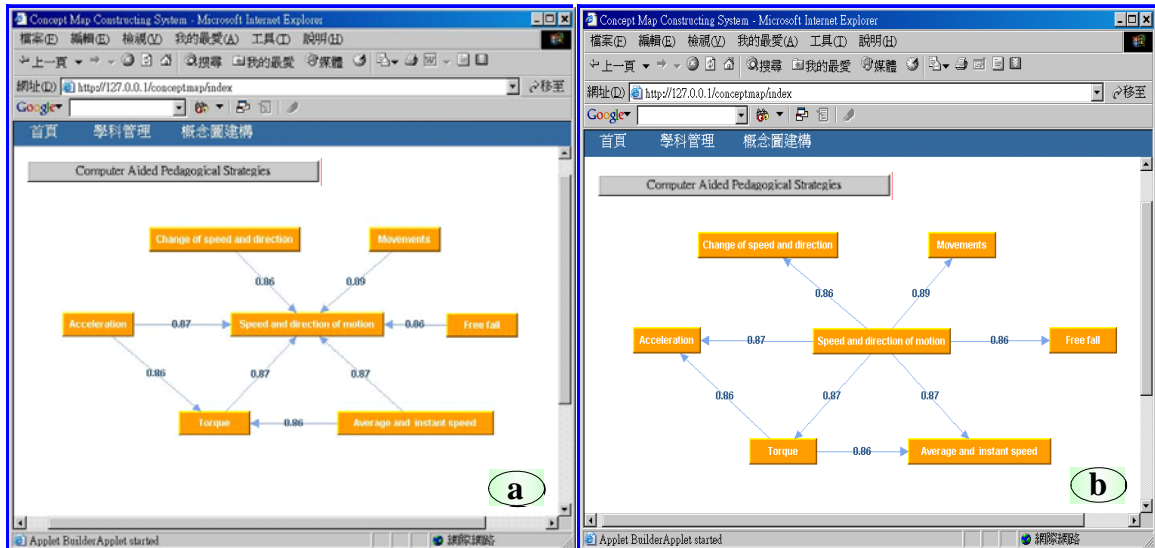 Concept Map Constructing System - Microsoft Internet Explorer
檔案(F) 編輯(E) 檢視(V) 我的最愛(A) 工具(T) 說明(H)
上一頁 搜尋 我的最愛 媒體
網址(D) http://127.0.0.1/conceptmap/index 移至
Google
首頁 學科管理 概念圖建構
Computer Aided Pedagogical Strategies
Change of speed and direction Movements
0.86 0.89
Acceleration 0.87 Speed and direction of motion 0.86 Free fall
0.86 0.87 0.87
Torque 0.86 Average and instant speed
a
Applet BuilderApplet started 網際網路
Concept Map Constructing System - Microsoft Internet Explorer
檔案(F) 編輯(E) 檢視(V) 我的最愛(A) 工具(T) 說明(H)
上一頁 搜尋 我的最愛 媒體
網址(D) http://127.0.0.1/conceptmap/index 移至
Google
首頁 學科管理 概念圖建構
Computer Aided Pedagogical Strategies
Change of speed and direction Movements
0.86 0.89
Acceleration 0.87 Speed and direction of motion 0.86 Free fall
0.86 0.87 0.87
Torque 0.86 Average and instant speed
b
Applet BuilderApplet started 網際網路